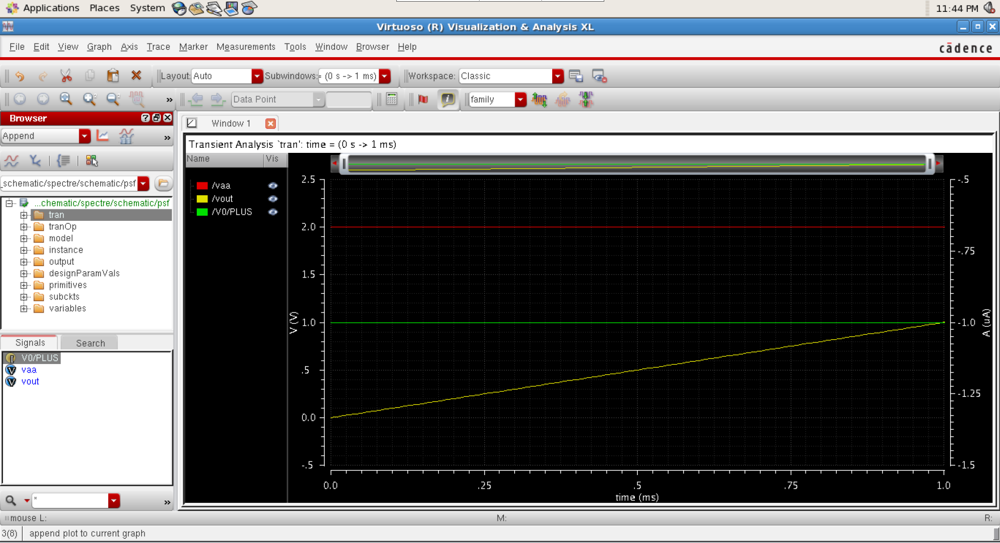 Applications Places System 11:44 PM
Virtuoso (R) Visualization & Analysis XL
File Edit View Graph Axis Trace Marker Measurements Tools Window Browser Help cādence
Layout: Auto Subwindows: = (0 s -> 1 ms) Workspace: Classic
» Data Point family
Browser
Window 1
Append »
Transient Analysis `tran': time = (0 s -> 1 ms)
Name Vis
_schematic/spectre/schematic/psf
/vaa
/vout
/V0/PLUS
...chematic/spectre/schematic/psf
tran
tranOp
model
instance
output
designParamVals
primitives
subckts
variables
Signals Search
V0/PLUS
vaa
vout
*
»
2.5
2.0
1.5
1.0
.5
0.0
-.5
V (V)
-.5
-.75
-1.0
-1.25
-1.5
A (uA)
0.0 .25 .5 .75 1.0
time (ms)
mouse L: M: R:
3(8) append plot to current graph